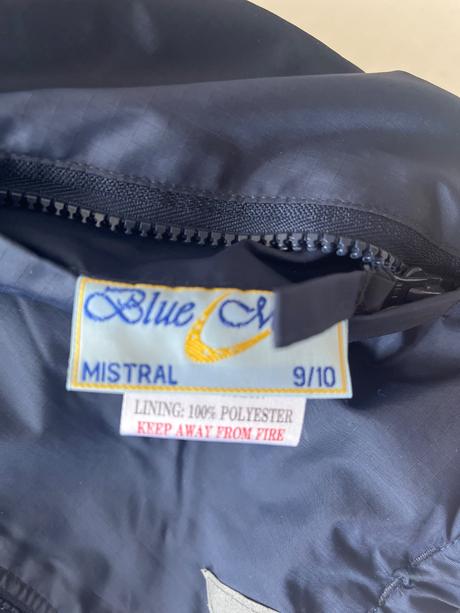 Blue
MISTRAL 9/10
LINING: 100% POLYESTER
KEEP AWAY FROM FIRE